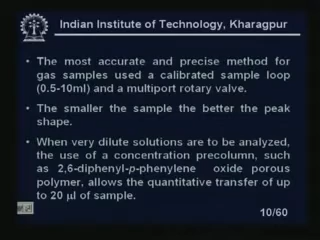 Indian Institute of Technology, Kharagpur
• The most accurate and precise method for
gas samples used a calibrated sample loop
(0.5-10ml) and a multiport rotary valve.
• The smaller the sample the better the peak
shape.
• When very dilute solutions are to be analyzed,
the use of a concentration precolumn, such
as 2,6-diphenyl-p-phenylene oxide porous
polymer, allows the quantitative transfer of up
to 20 μl of sample.
10/60